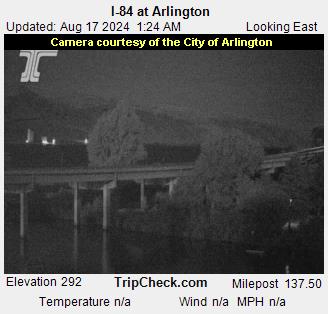 I-84 at Arlington
Updated: Aug 17 2024 1:24 AM Looking East
Camera courtesy of the City of Arlington
Elevation 292 TripCheck.com Milepost 137.50
Temperature n/a Wind n/a MPH n/a